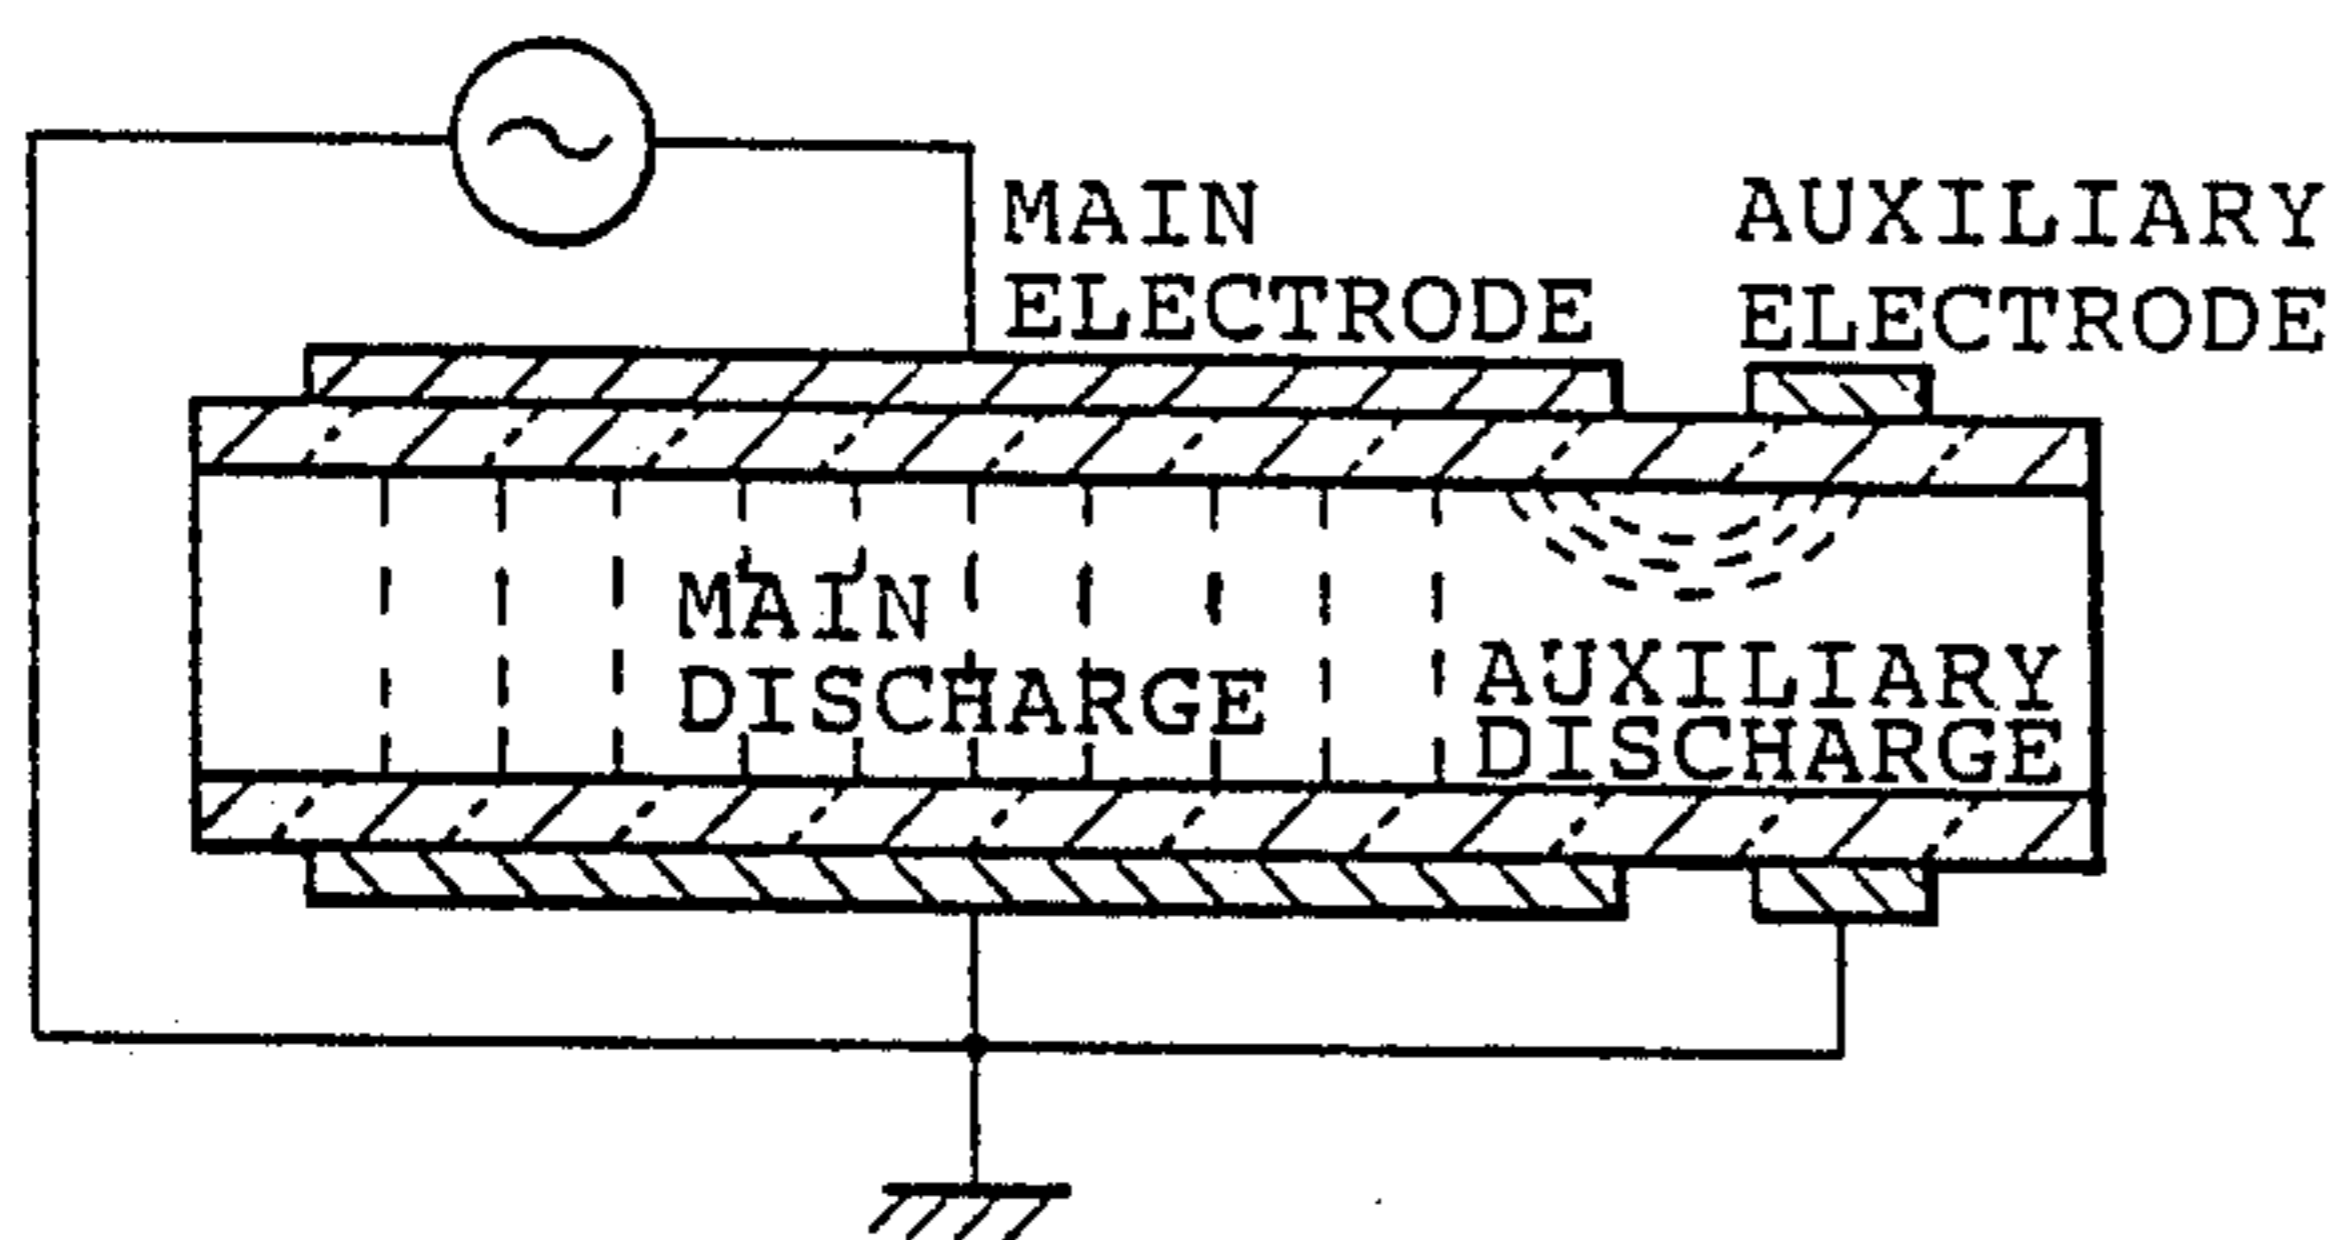 MAIN
ELECTRODE
AUXILIARY
ELECTRODE
MAIN
DISCHARGE
AUXILIARY
DISCHARGE